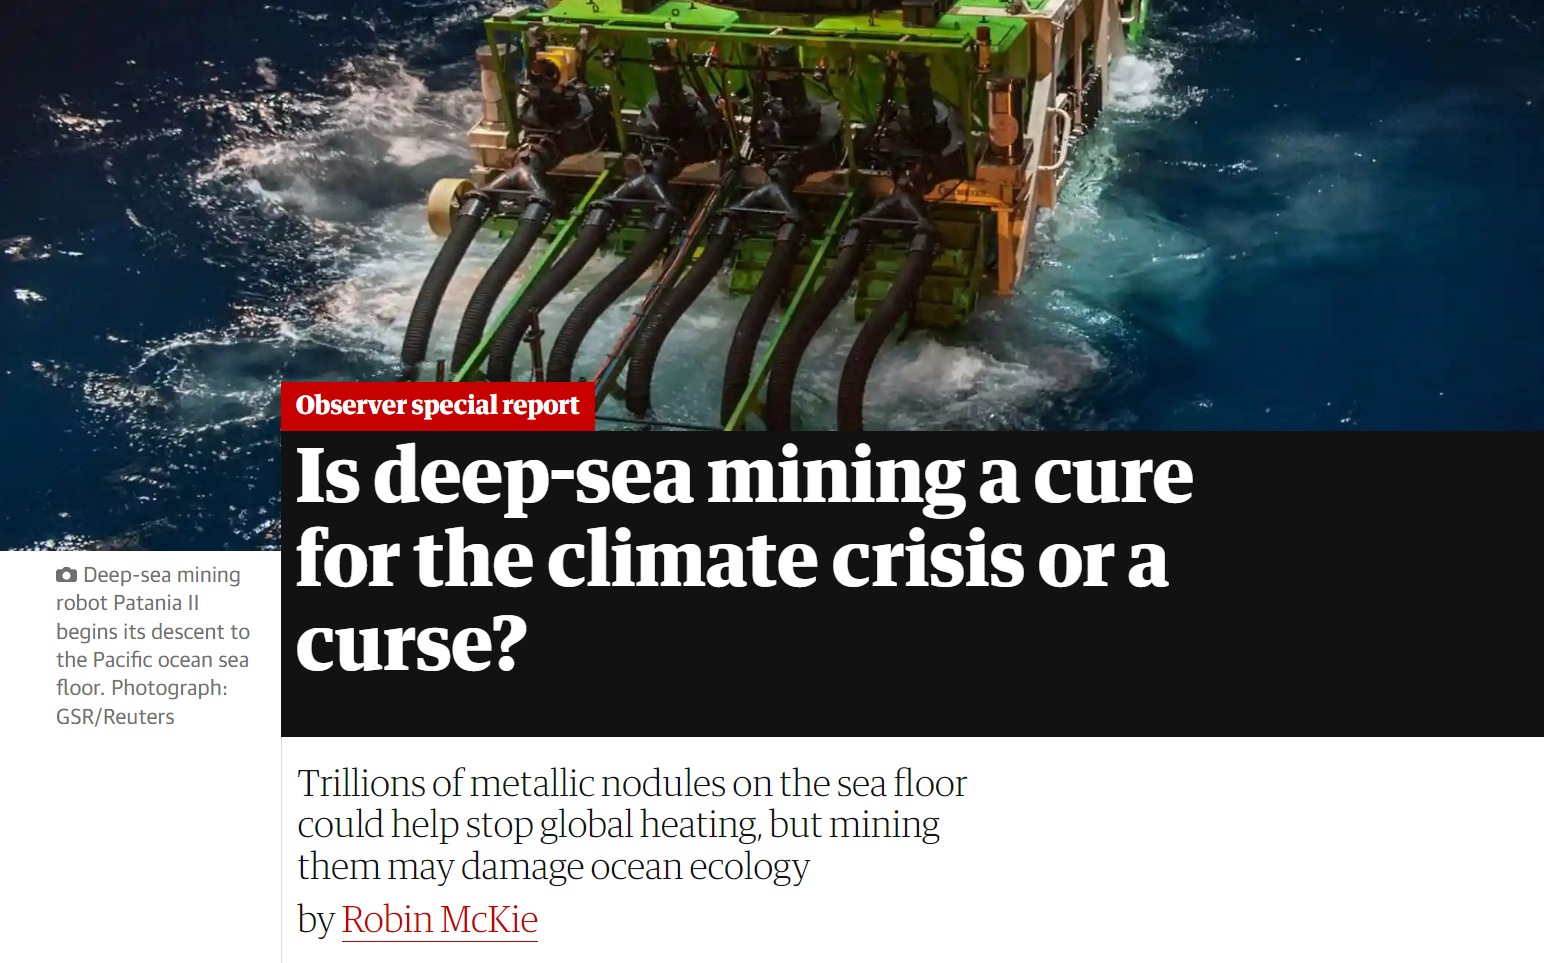 Observer special report
Is deep-sea mining a cure
for the climate crisis or a
curse?
Deep-sea mining
robot Patania II
begins its descent to
the Pacific ocean sea
floor. Photograph:
GSR/Reuters
Trillions of metallic nodules on the sea floor
could help stop global heating, but mining
them may damage ocean ecology
by Robin McKie